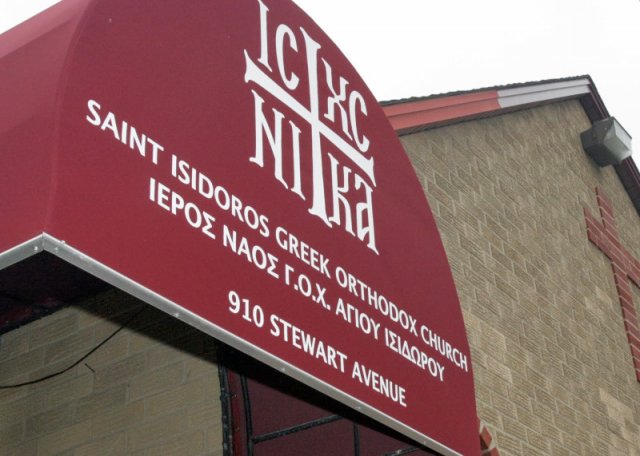 IC XC
NI KA
SAINT ISIDOROS GREEK ORTHODOX CHURCH
ΙΕΡΟΣ ΝΑΟΣ Γ.Ο.Χ. ΑΓΙΟΥ ΙΣΙΔΩΡΟΥ
910 STEWART AVENUE